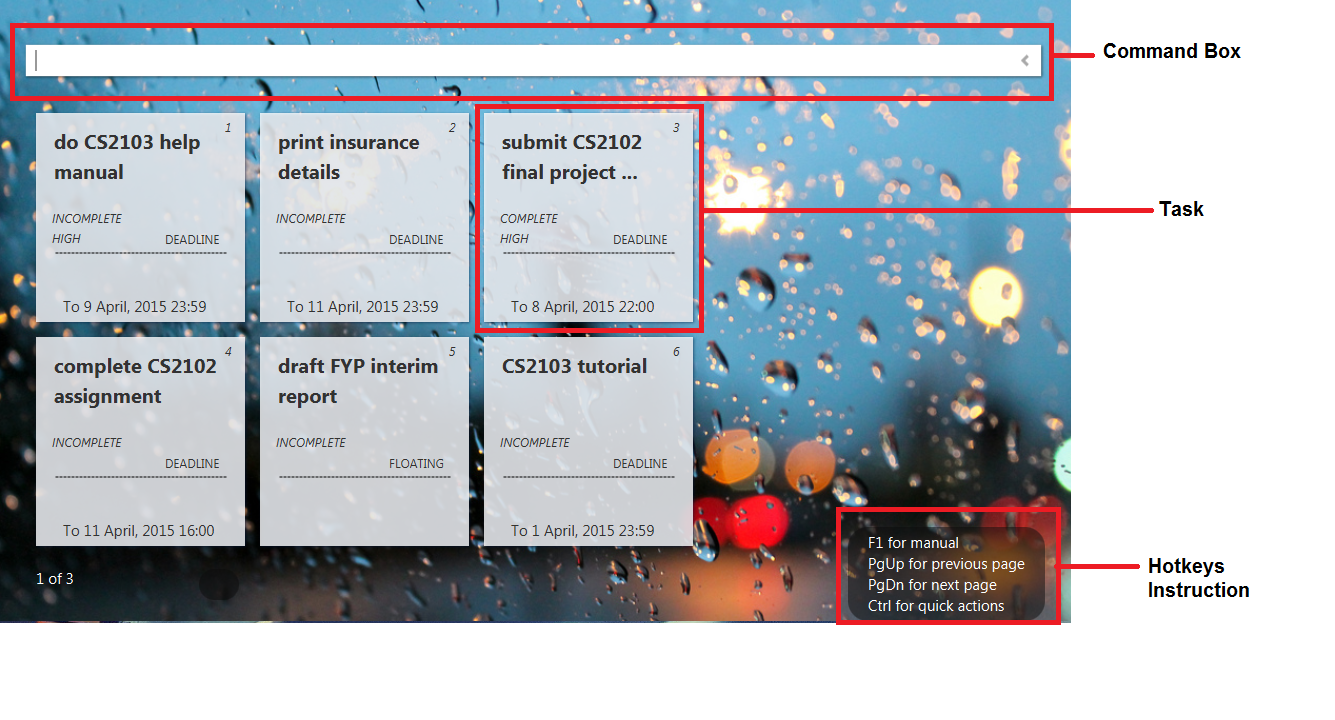 Command Box
1
do CS2103 help
manual
INCOMPLETE
HIGH DEADLINE
To 9 April, 2015 23:59
2
print insurance
details
INCOMPLETE
DEADLINE
To 11 April, 2015 23:59
3
submit CS2102
final project ...
COMPLETE
HIGH DEADLINE
To 8 April, 2015 22:00
Task
4
complete CS2102
assignment
INCOMPLETE
DEADLINE
To 11 April, 2015 16:00
5
draft FYP interim
report
INCOMPLETE
FLOATING
6
CS2103 tutorial
INCOMPLETE
DEADLINE
To 1 April, 2015 23:59
1 of 3
F1 for manual
PgUp for previous page
PgDn for next page
Ctrl for quick actions
Hotkeys
Instruction